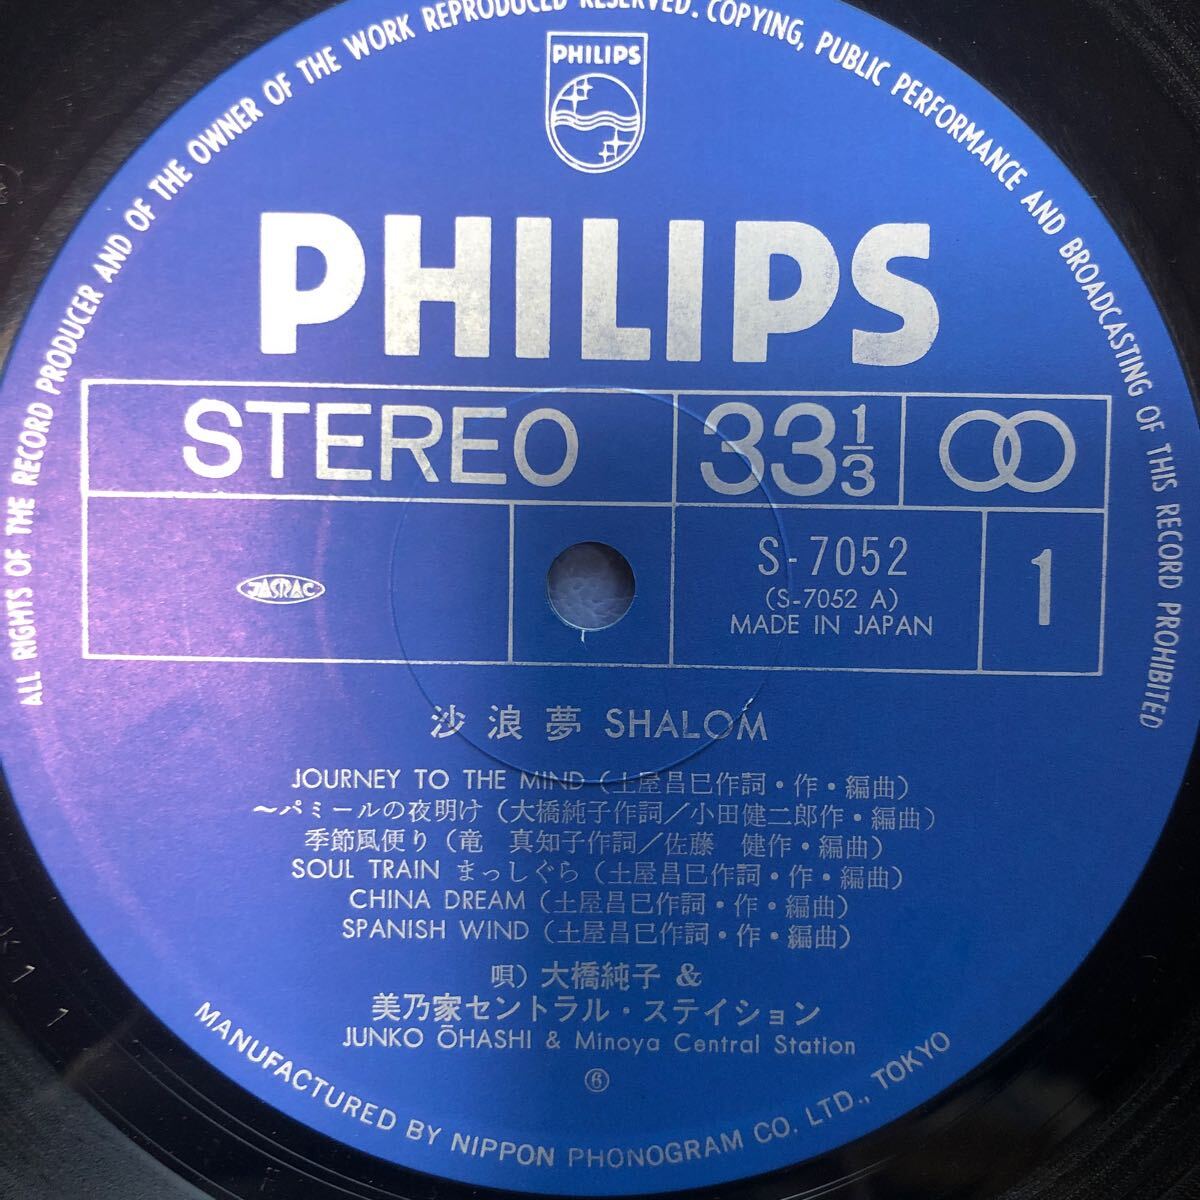 ALL RIGHTS OF THE RECORD PRODUCER AND OF THE OWNER OF THE WORK REPRODUCED RESERVED. COPYING, PUBLIC PERFORMANCE AND BROADCASTING OF THIS RECORD PROHIBITED
PHILIPS
PHILIPS
STEREO 33 1/3
JASRAC
S-7052
(S-7052 A)
MADE IN JAPAN
1
沙浪夢 SHALOM
JOURNEY TO THE MIND (土屋昌巳作詞・作・編曲)
〜パミールの夜明け (大橋純子作詞／小田健二郎作・編曲)
季節風便り (竜 真知子作詞／佐藤 健作・編曲)
SOUL TRAIN まっしぐら (土屋昌巳作詞・作・編曲)
CHINA DREAM (土屋昌巳作詞・作・編曲)
SPANISH WIND (土屋昌巳作詞・作・編曲)
唄) 大橋純子 &
美乃家セントラル・ステイション
JUNKO ŌHASHI & Minoya Central Station
⑥
MANUFACTURED BY NIPPON PHONOGRAM CO. LTD., TOKYO